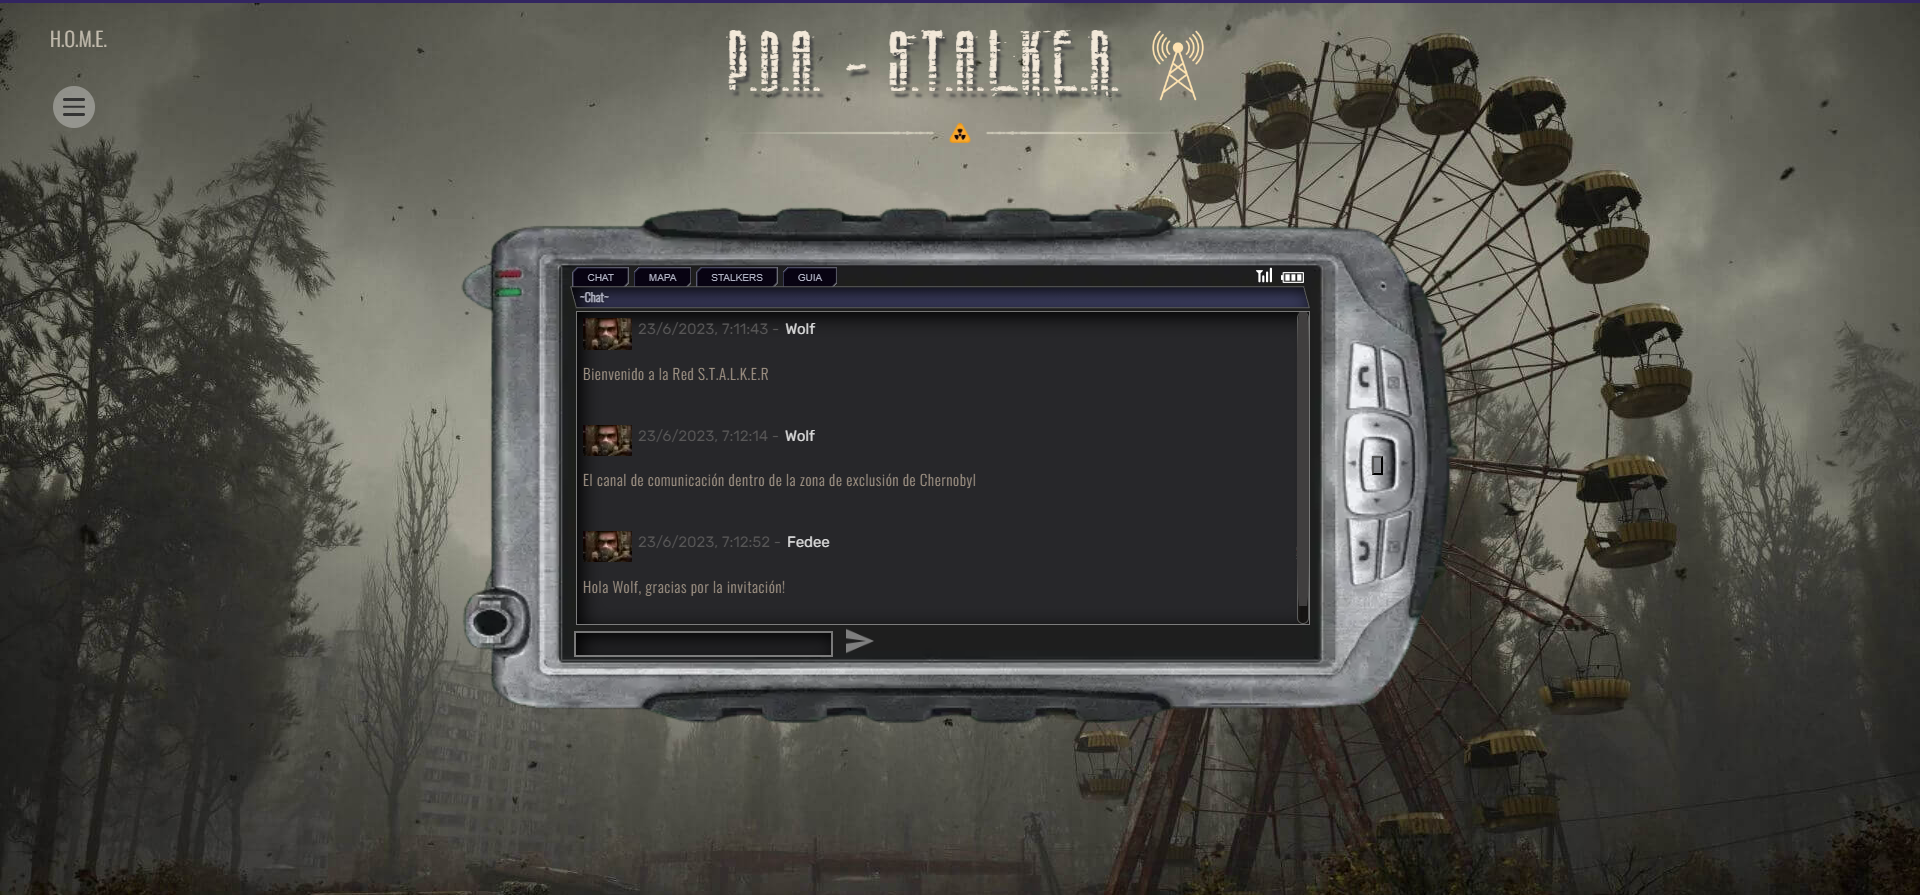 H.O.M.E.
P.D.A - S.T.A.L.K.E.R
CHAT MAPA STALKERS GUIA
~Chat~
23/6/2023, 7:11:43 - Wolf
Bienvenido a la Red S.T.A.L.K.E.R
23/6/2023, 7:12:14 - Wolf
El canal de comunicación dentro de la zona de exclusión de Chernobyl
23/6/2023, 7:12:52 - Fedee
Hola Wolf, gracias por la invitación!